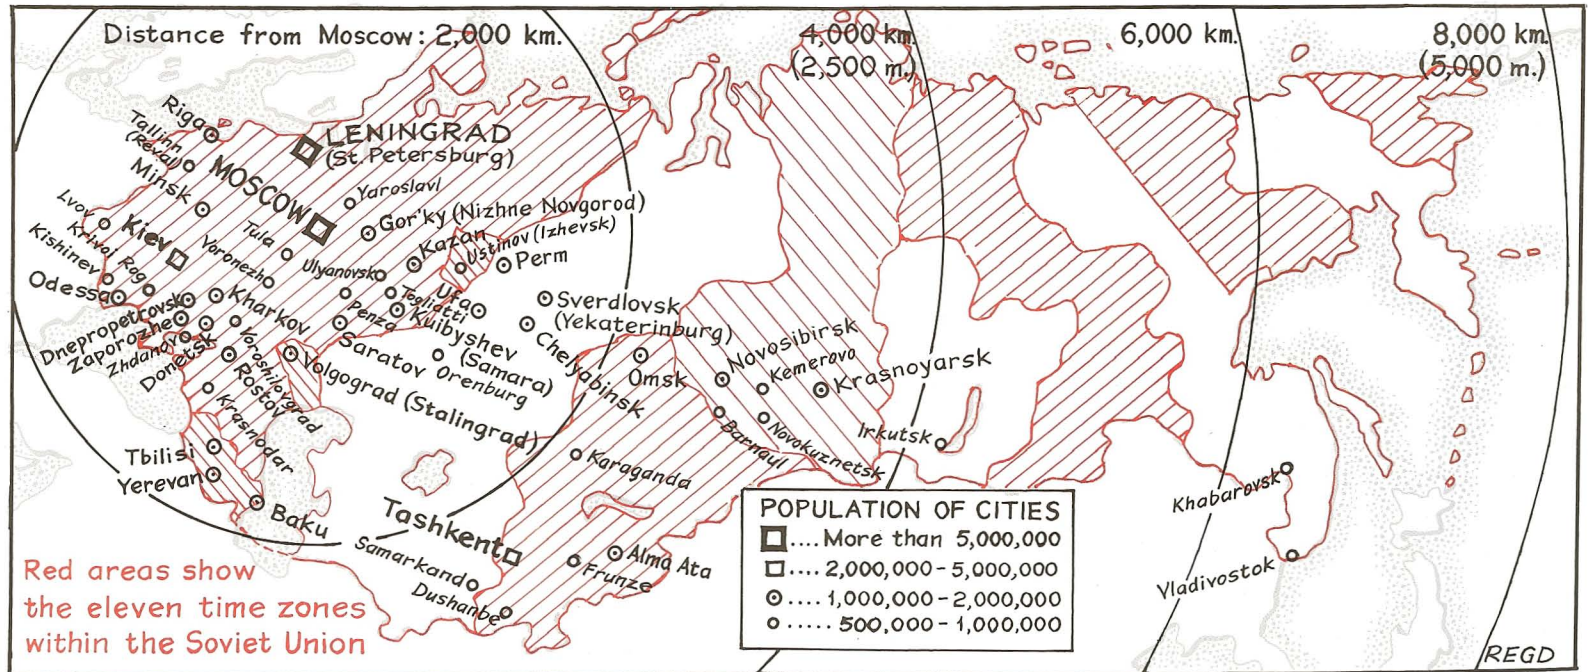 Distance from Moscow: 2,000 km.
4,000 km.
(2,500 m.)
6,000 km.
8,000 km.
(5,000 m.)
Riga
Tallinn
(Reval)
LENINGRAD
(St. Petersburg)
Minsk
MOSCOW
Yaroslavl
Lvov
Kiev
Tula
Gor'ky (Nizhne Novgorod)
Krivoi Rog
Kishinev
Voronezh
Ulyanovsk
Kazan
Ustinov (Izhevsk)
Perm
Odessa
Dnepropetrovsk
Kharkov
Penza
Togliatti
Ufa
Sverdlovsk
(Yekaterinburg)
Zaporozhe
Zhdanov
Donetsk
Voroshilovgrad
Rostov
Krasnodar
Saratov
Kuibyshev
(Samara)
Orenburg
Chelyabinsk
Volgograd (Stalingrad)
Omsk
Novosibirsk
Kemerovo
Krasnoyarsk
Barnaul
Novokuznetsk
Irkutsk
Tbilisi
Yerevan
Baku
Karaganda
Tashkent
Samarkand
Dushanbe
Alma Ata
Frunze
Khabarovsk
Vladivostok
POPULATION OF CITIES
....More than 5,000,000
.... 2,000,000-5,000,000
.... 1,000,000-2,000,000
..... 500,000-1,000,000
Red areas show
the eleven time zones
within the Soviet Union
REGD